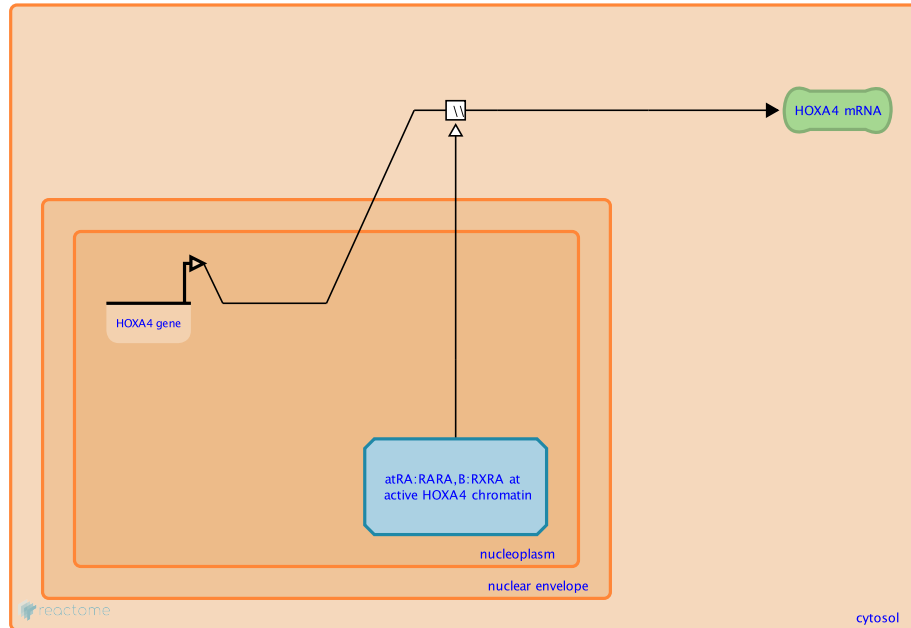 \\
HOXA4 mRNA
HOXA4 gene
atRA:RARA,B:RXRA at
active HOXA4 chromatin
nucleoplasm
nuclear envelope
reactome
cytosol